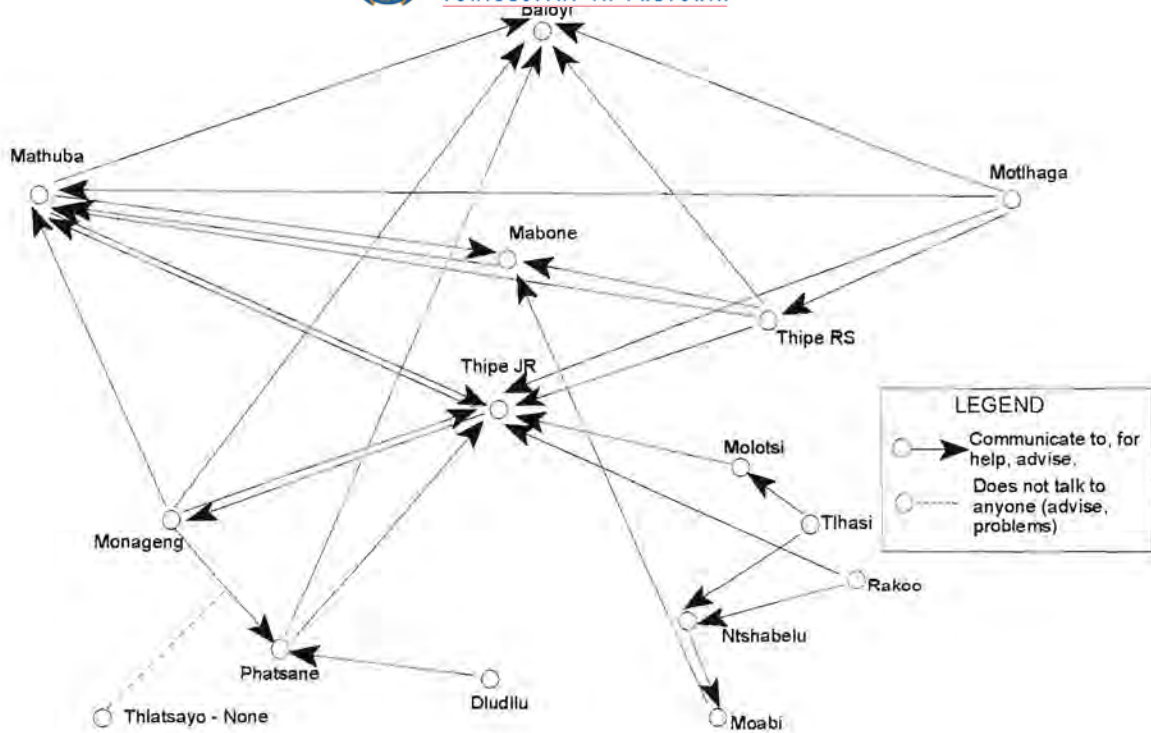 Baloyi
Mathuba
Motlhaga
Mabone
Thipe RS
Thipe JR
LEGEND
Communicate to, for
help, advise.
Does not talk to
anyone (advise,
problems)
Molotsi
Tlhasi
Monageng
Rakoo
Ntshabelu
Phatsane
Dludlu
Thlatsayo - None
Moabi